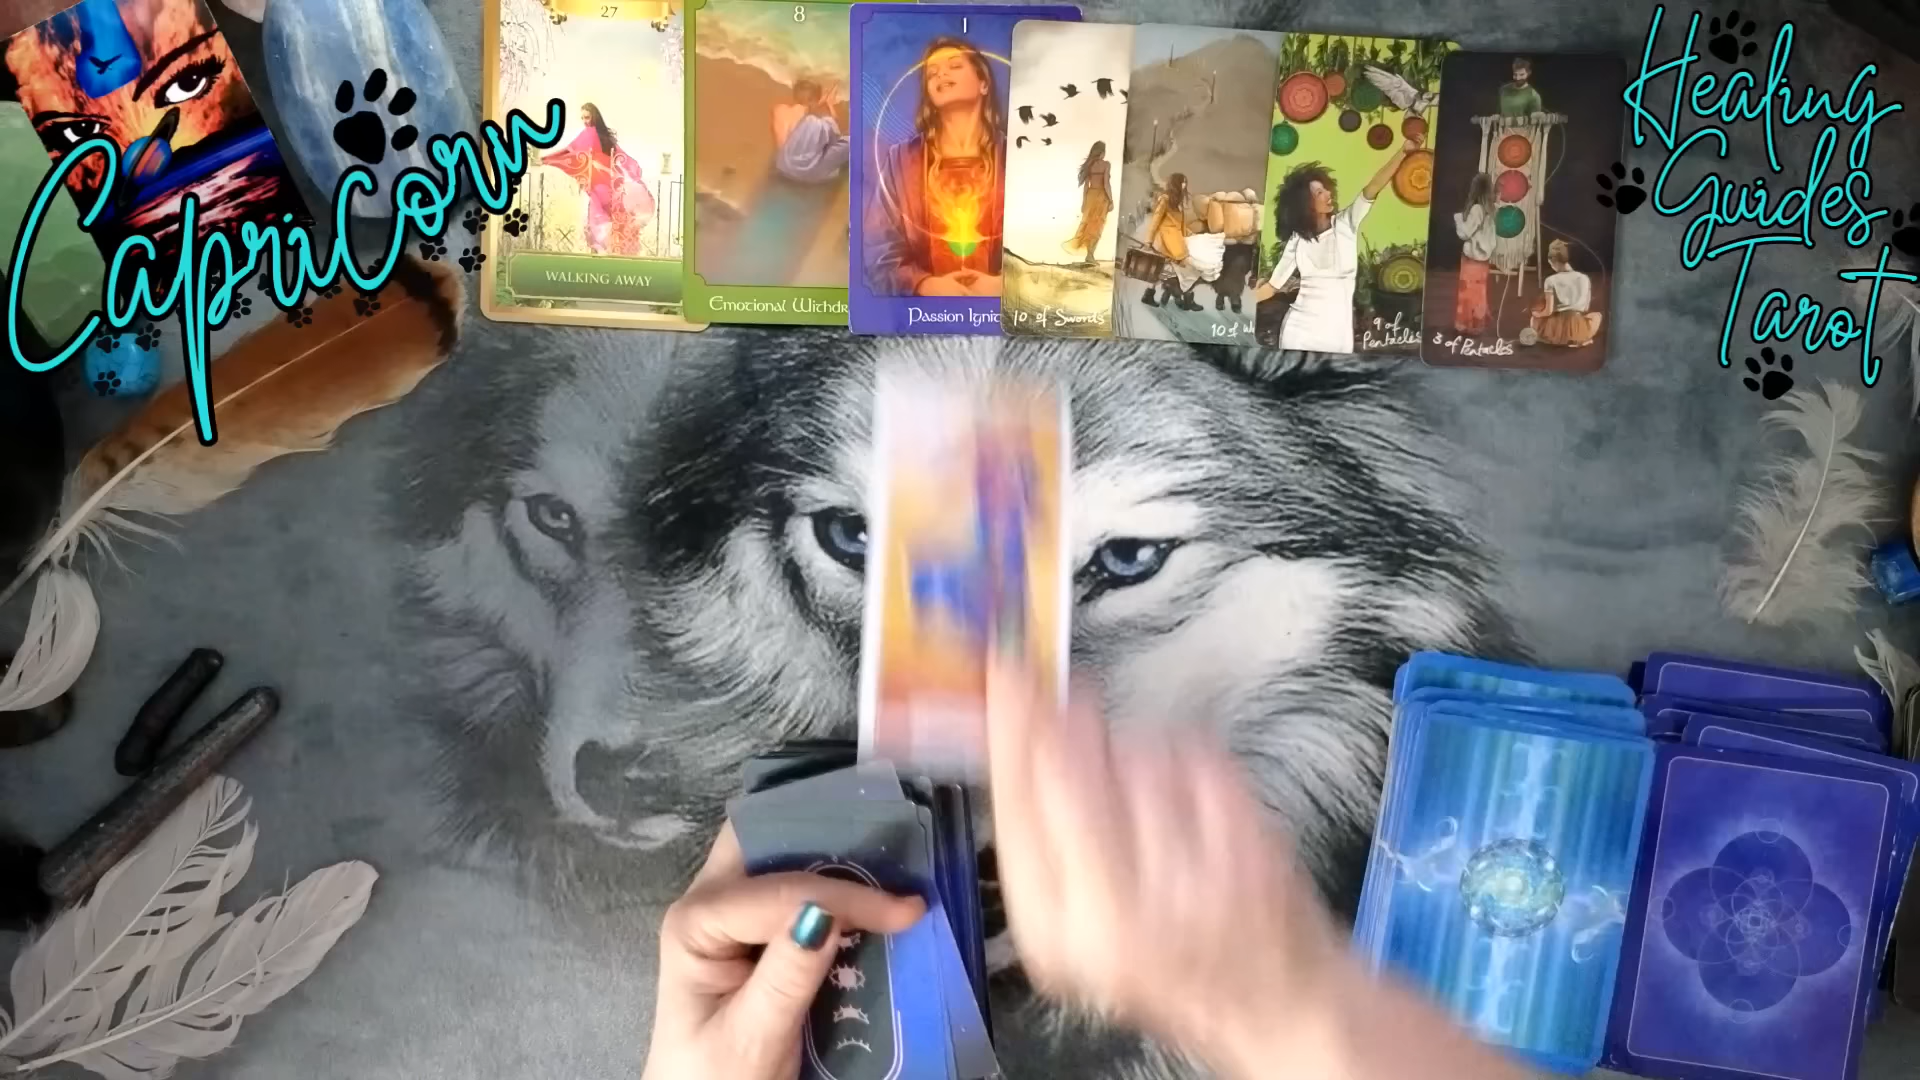 Capricorn
Healing
Guides
Tarot
27
WALKING AWAY
8
Emotional Withdr
1
Passion Ignit
10 of Swords
10 of W
9 of
Pentacles
3 of Pentacles